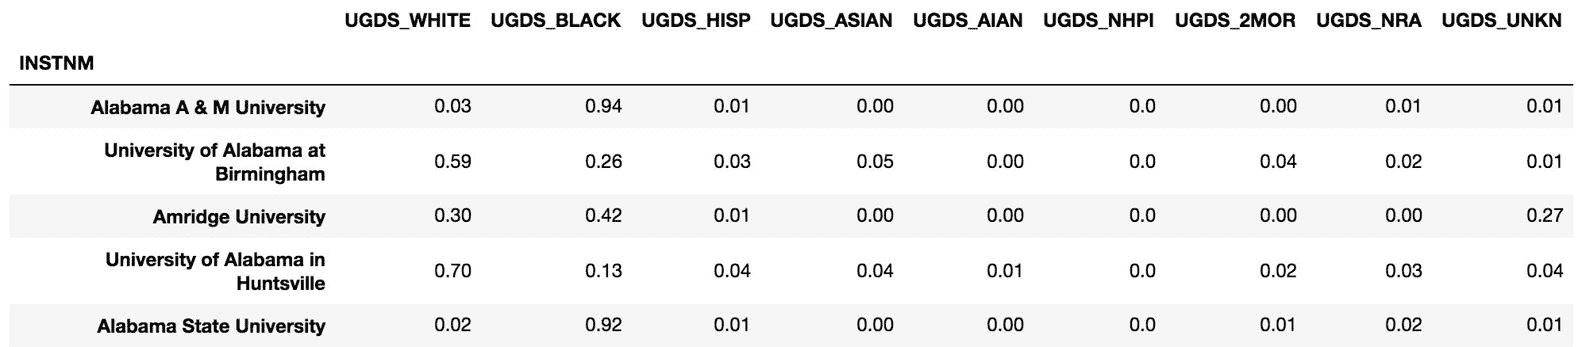 UGDS_WHITE UGDS_BLACK UGDS_HISP UGDS_ASIAN UGDS_AIAN UGDS_NHPI UGDS_2MOR UGDS_NRA UGDS_UNKN
INSTNM
Alabama A & M University 0.03 0.94 0.01 0.00 0.00 0.0 0.00 0.01 0.01
University of Alabama at
Birmingham 0.59 0.26 0.03 0.05 0.00 0.0 0.04 0.02 0.01
Amridge University 0.30 0.42 0.01 0.00 0.00 0.0 0.00 0.00 0.27
University of Alabama in
Huntsville 0.70 0.13 0.04 0.04 0.01 0.0 0.02 0.03 0.04
Alabama State University 0.02 0.92 0.01 0.00 0.00 0.0 0.01 0.02 0.01